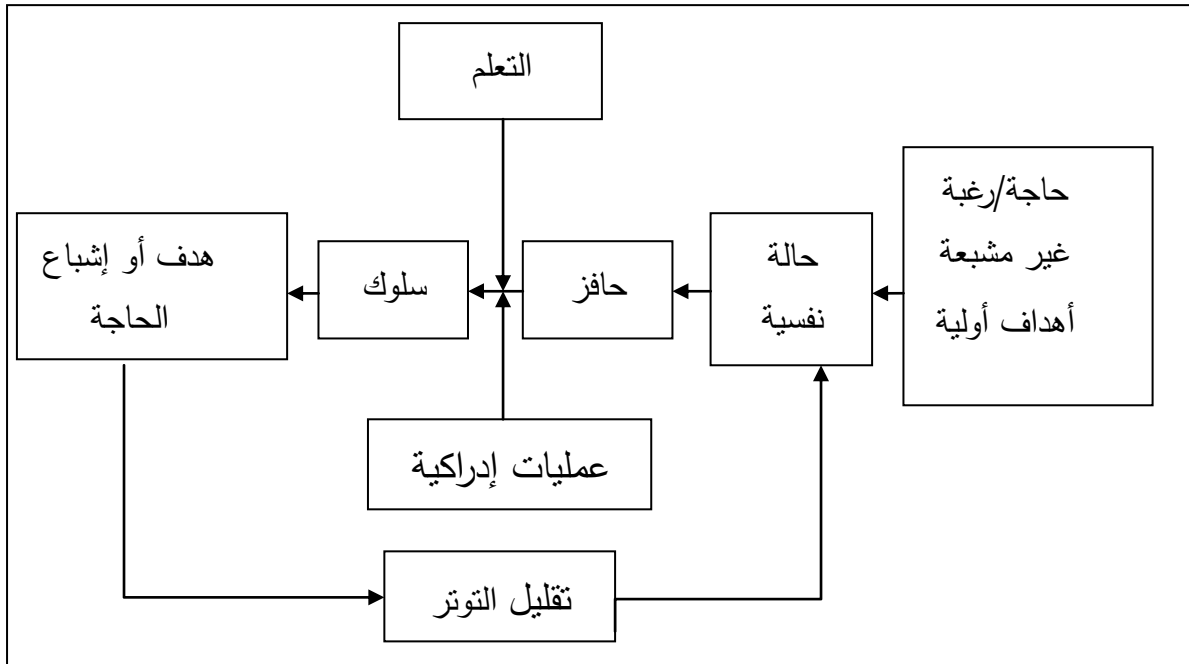 التعلم
حاجة/رغبة
غير مشبعة
أهداف أولية
حالة
نفسية
حافز
سلوك
هدف أو إشباع
الحاجة
عمليات إدراكية
تقليل التوتر